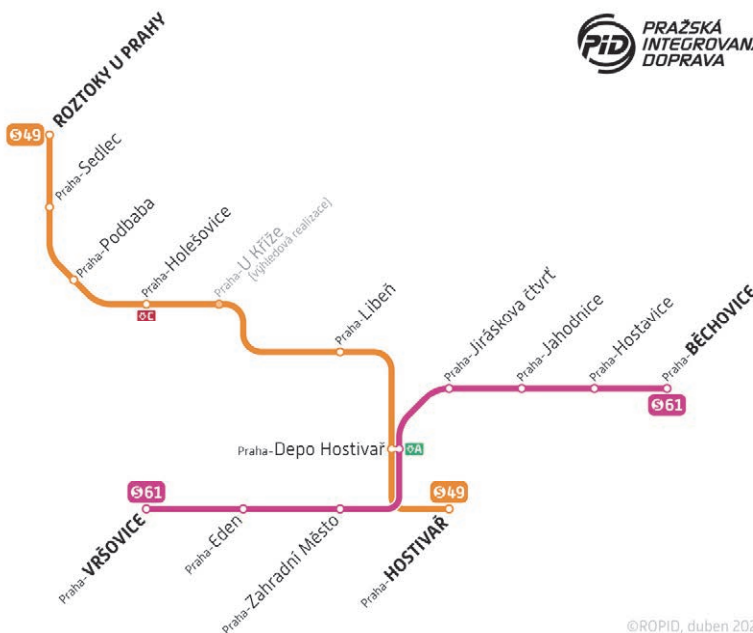 PiD
PRAŽSKÁ
INTEGROVANÁ
DOPRAVA
S49
ROZTOKY U PRAHY
Praha-Sedlec
Praha-Podbaba
Praha-Holešovice
C
Praha-U Kříže
[výhledová realizace]
Praha-Libeň
Praha-Jiráskova čtvrť
Praha-Jahodnice
Praha-Hostavice
Praha-BĚCHOVICE
S61
Praha-Depo Hostivař
A
S61
S49
Praha-VRŠOVICE
Praha-Eden
Praha-Zahradní Město
Praha-HOSTIVAŘ
©ROPID, duben 202